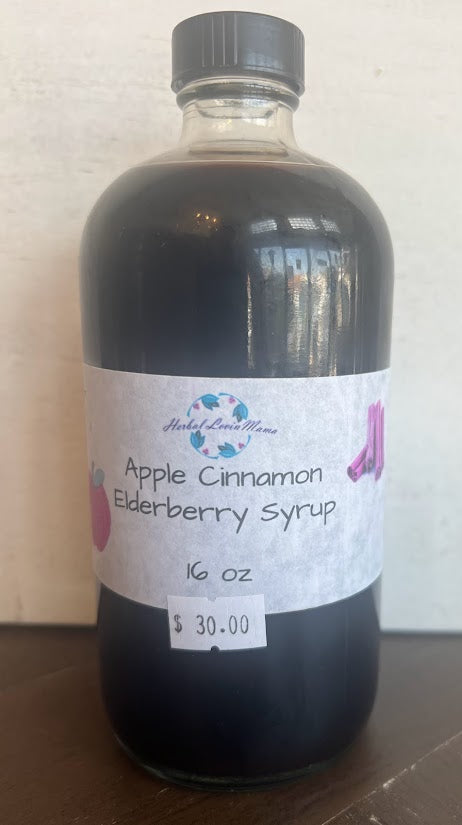 Herbal Lovin Mama
Apple Cinnamon
Elderberry Syrup
16 oz
$ 30.00